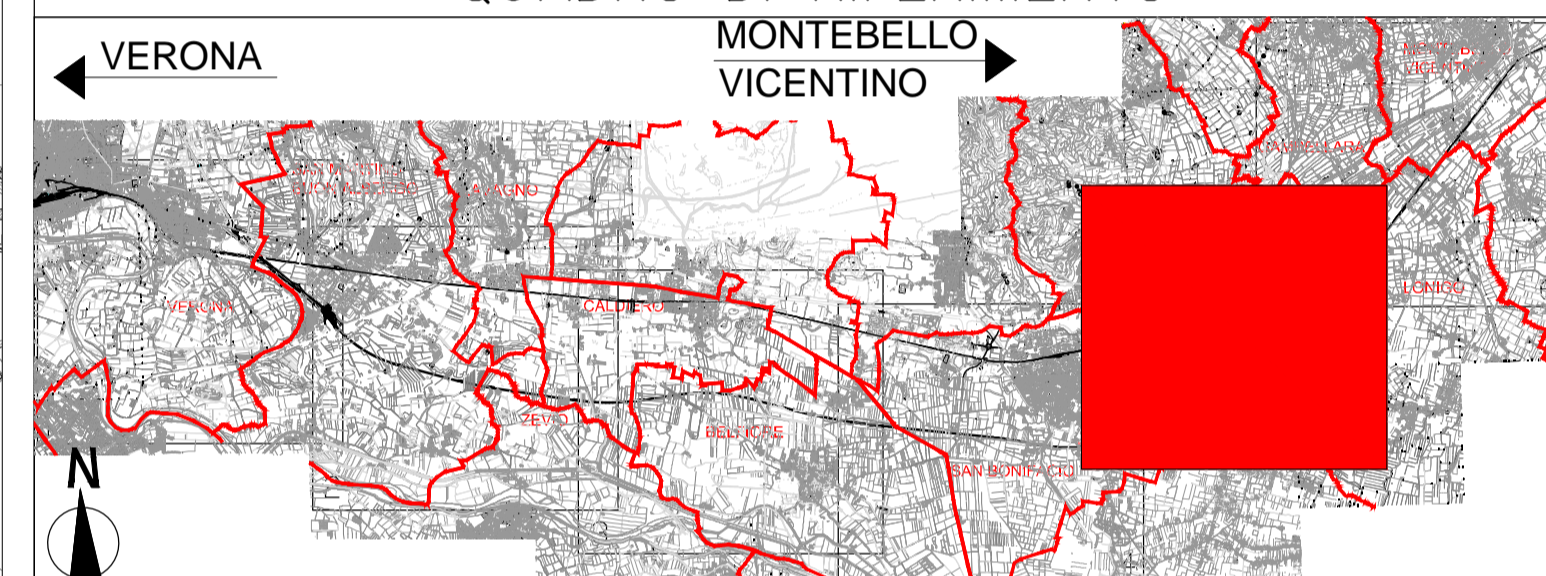 VERONA
MONTEBELLO
VICENTINO
VERONA
CALDIERO
ZEVIO
BELFIORE
SAN BONIFACIO
LONIGO
N